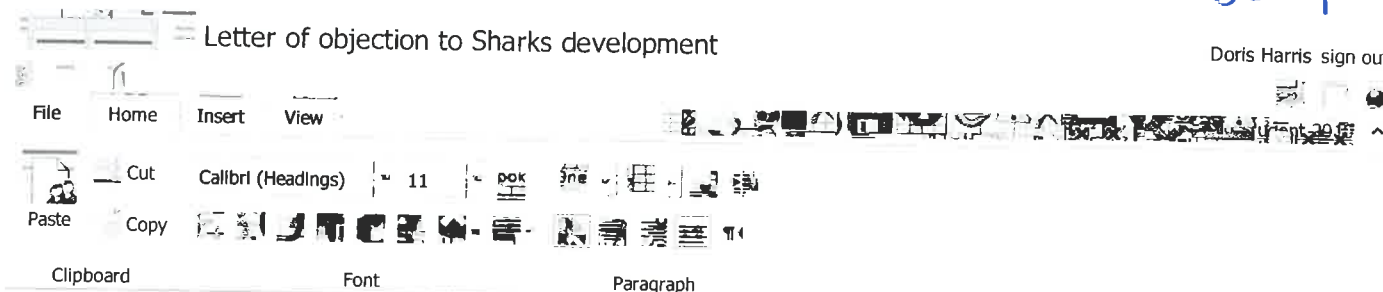 Letter of objection to Sharks development
Doris Harris sign out
File Home Insert View
Cut Calibri (Headings) 11
Paste
Copy
Clipboard Font Paragraph